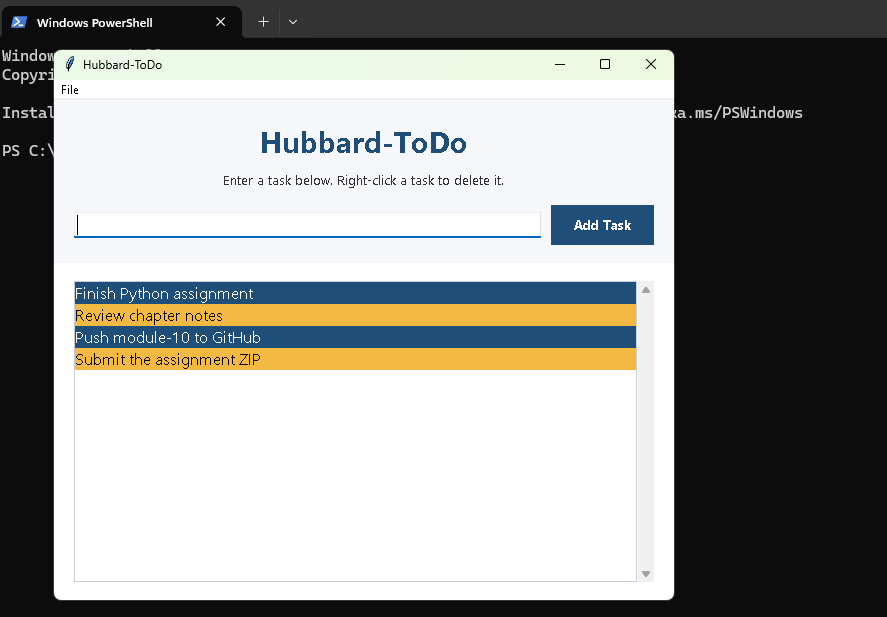 Windows PowerShell
Hubbard-ToDo
File
Hubbard-ToDo
Enter a task below. Right-click a task to delete it.
Add Task
Finish Python assignment
Review chapter notes
Push module-10 to GitHub
Submit the assignment ZIP
Window
Copyri
Instal
.ms/PSWindows
PS C:\